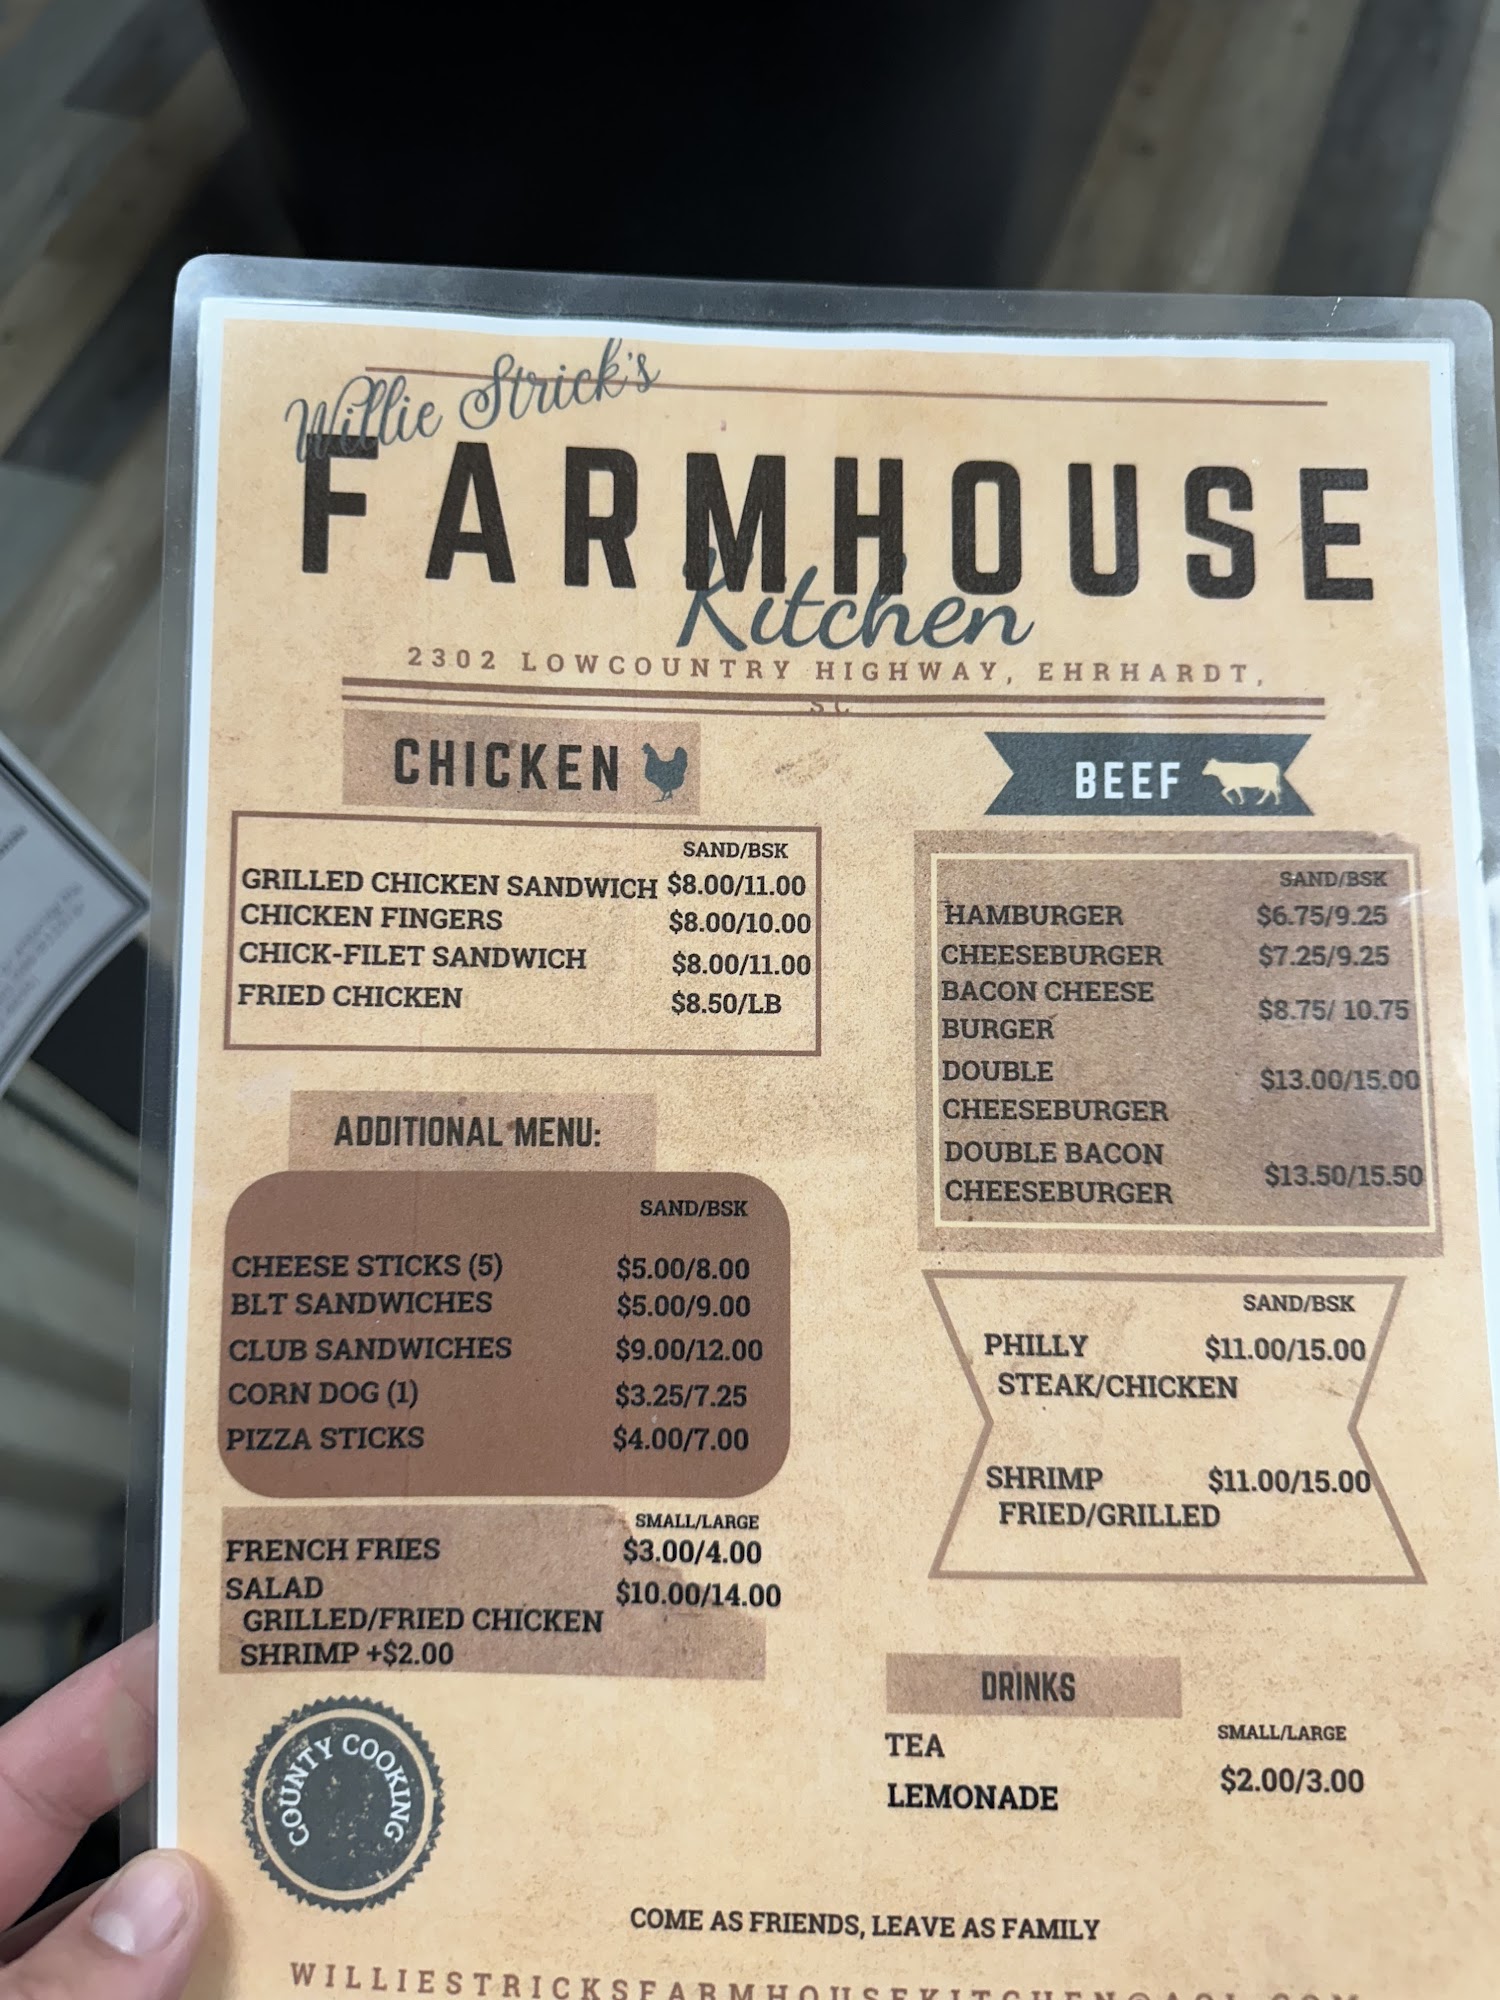 Willie Strick's
FARMHOUSE
Kitchen
2302 LOWCOUNTRY HIGHWAY, EHRHARDT,
SC
CHICKEN
SAND/BSK
GRILLED CHICKEN SANDWICH $8.00/11.00
CHICKEN FINGERS $8.00/10.00
CHICK-FILET SANDWICH $8.00/11.00
FRIED CHICKEN $8.50/LB
ADDITIONAL MENU:
SAND/BSK
CHEESE STICKS (5) $5.00/8.00
BLT SANDWICHES $5.00/9.00
CLUB SANDWICHES $9.00/12.00
CORN DOG (1) $3.25/7.25
PIZZA STICKS $4.00/7.00
SMALL/LARGE
FRENCH FRIES $3.00/4.00
SALAD $10.00/14.00
GRILLED/FRIED CHICKEN
SHRIMP +$2.00
COUNTY COOKING
BEEF
SAND/BSK
HAMBURGER $6.75/9.25
CHEESEBURGER $7.25/9.25
BACON CHEESE
BURGER $8.75/ 10.75
DOUBLE
CHEESEBURGER $13.00/15.00
DOUBLE BACON
CHEESEBURGER $13.50/15.50
SAND/BSK
PHILLY $11.00/15.00
STEAK/CHICKEN
SHRIMP $11.00/15.00
FRIED/GRILLED
DRINKS
SMALL/LARGE
TEA
LEMONADE $2.00/3.00
COME AS FRIENDS, LEAVE AS FAMILY
WILLIESTRICKSFARMHOUSEKITCHEN@AOL.COM